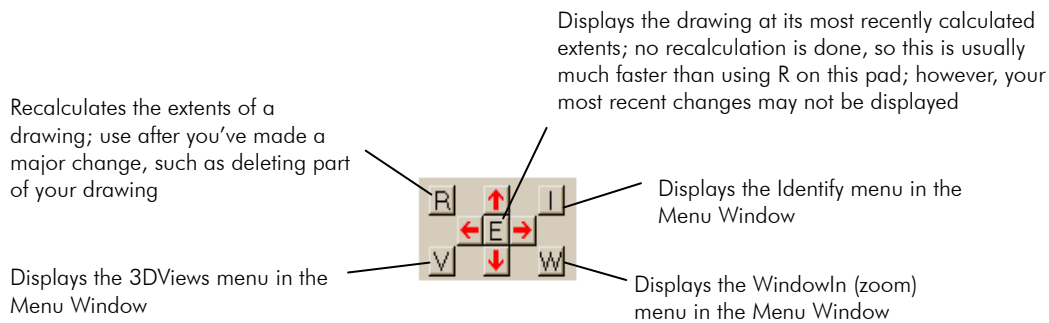 Displays the drawing at its most recently calculated
extents; no recalculation is done, so this is usually
much faster than using R on this pad; however, your
most recent changes may not be displayed
Recalculates the extents of a
drawing; use after you've made a
major change, such as deleting part
of your drawing
R
I
E
V
W
Displays the Identify menu in the
Menu Window
Displays the 3DViews menu in the
Menu Window
Displays the WindowIn (zoom)
menu in the Menu Window